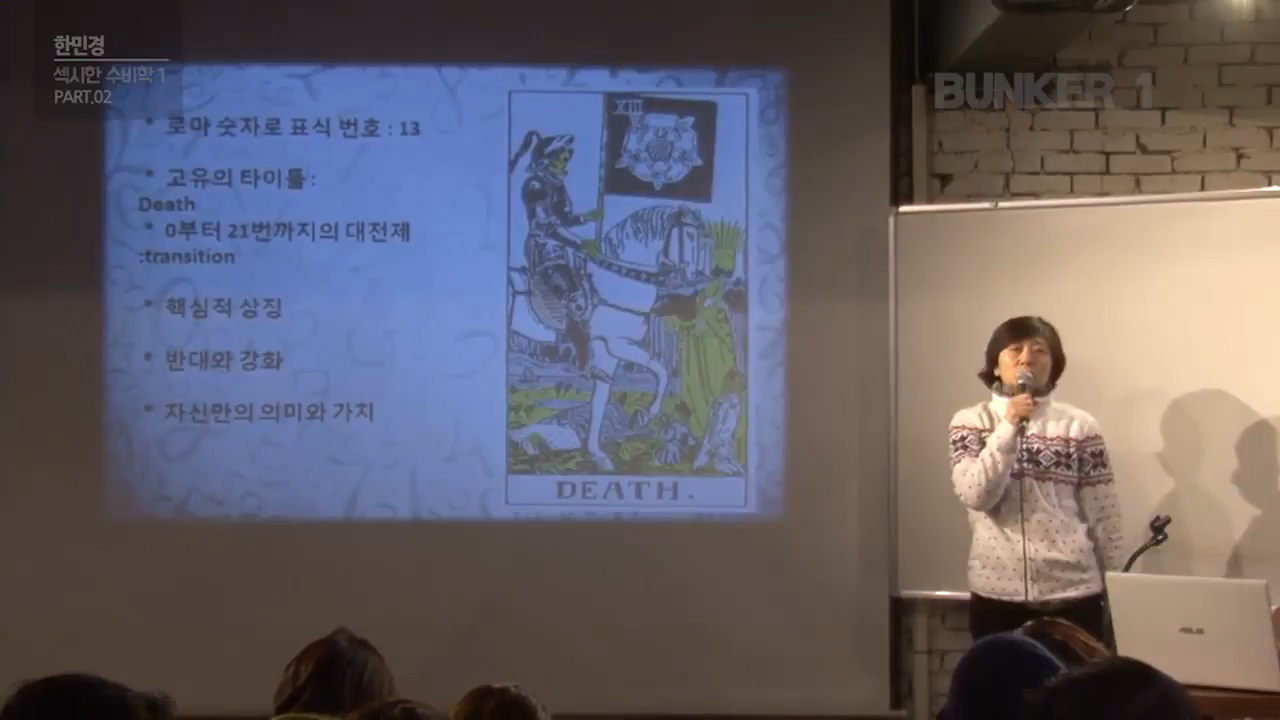 한민경
섹시한 수비학 1
PART.02
BUNKER 1
• 로마 숫자로 표식 번호 : 13
• 고유의 타이틀 :
Death
• 0부터 21번까지의 대전제
:transition
• 핵심적 상징
• 반대와 강화
• 자신만의 의미와 가치
XIII
DEATH.
ASUS